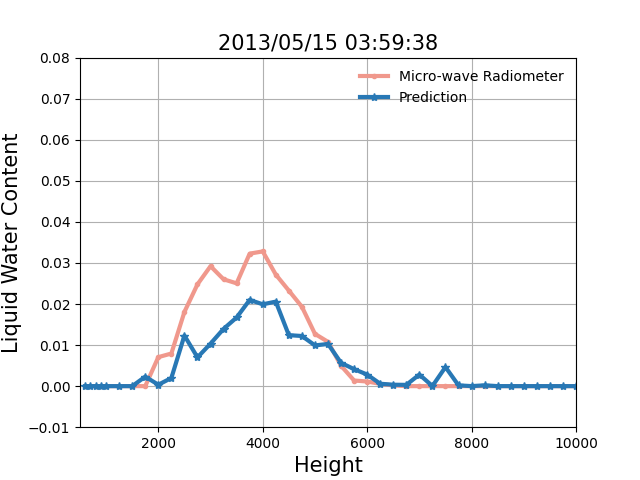 2013/05/15 03:59:38
Micro-wave Radiometer
Prediction
Liquid Water Content
0.08
0.07
0.06
0.05
0.04
0.03
0.02
0.01
0.00
−0.01
2000 4000 6000 8000 10000
Height